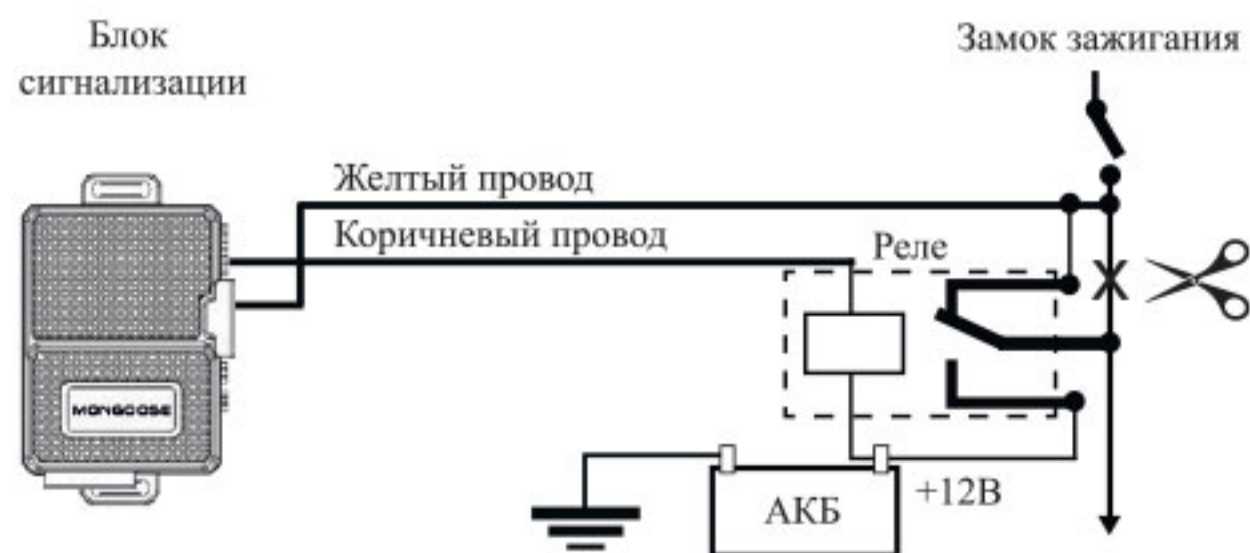 Блок
сигнализации
Замок зажигания
Желтый провод
Коричневый провод
Реле
MONGOOSE
АКБ
+12В